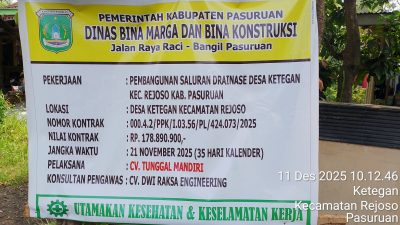 PEMERINTAH KABUPATEN PASURUAN
DINAS BINA MARGA DAN BINA KONSTRUKSI
Jalan Raya Raci - Bangil Pasuruan
PEKERJAAN : PEMBANGUNAN SALURAN DRAINASE DESA KETEGAN
KEC REJOSO KAB. PASURUAN
LOKASI : DESA KETEGAN KECAMATAN REJOSO
NOMOR KONTRAK : 000.4.2/PPK/I.03.56/PL/424.073/2025
NILAI KONTRAK : RP. 178.890.900,-
JANGKA WAKTU : 21 NOVEMBER 2025 (35 HARI KALENDER)
PELAKSANA : CV. TUNGGAL MANDIRI
KONSULTAN PENGAWAS : CV. DWI RAKSA ENGINEERING
UTAMAKAN KESEHATAN & KESELAMATAN KERJA
11 Des 2025 10.12.46
Ketegan
Kecamatan Rejoso
Pasuruan